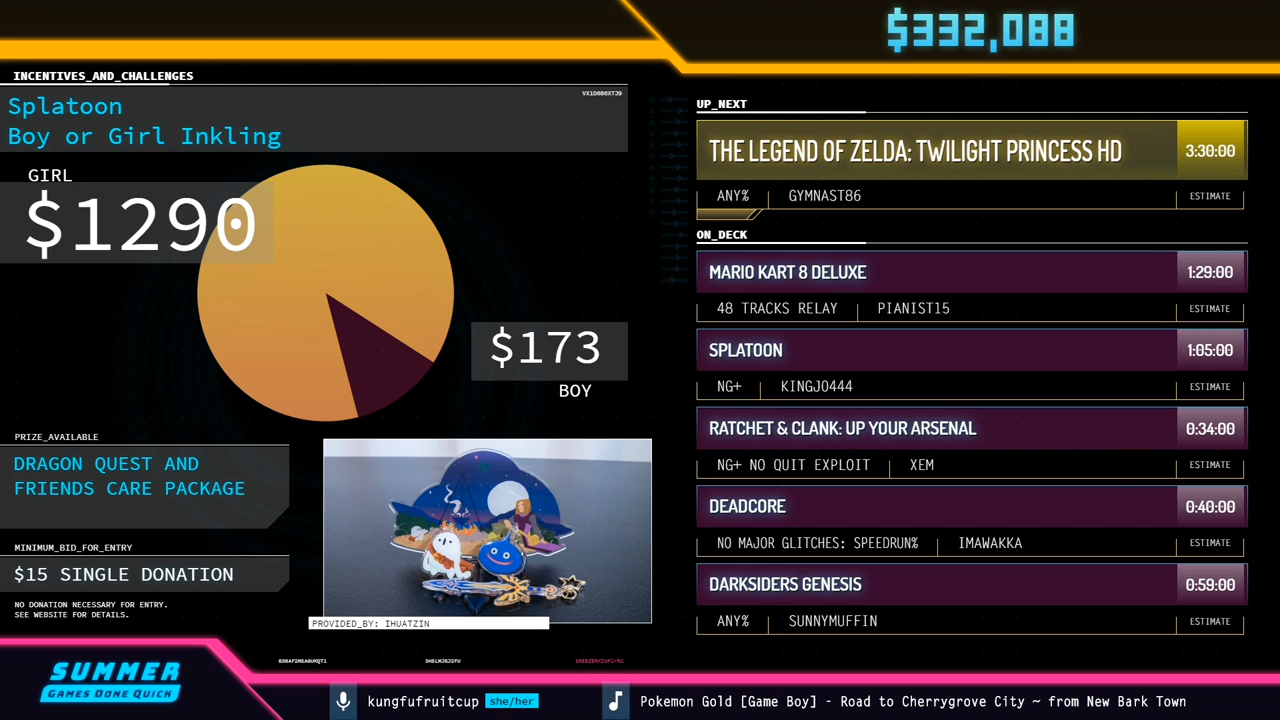 $332,088
INCENTIVES_AND_CHALLENGES
VX1D000XTJ9
Splatoon
Boy or Girl Inkling
GIRL
$1290
$173
BOY
PRIZE_AVAILABLE
DRAGON QUEST AND
FRIENDS CARE PACKAGE
MINIMUM_BID_FOR_ENTRY
$15 SINGLE DONATION
NO DONATION NECESSARY FOR ENTRY.
SEE WEBSITE FOR DETAILS.
PROVIDED_BY: IHUATZIN
UP_NEXT
THE LEGEND OF ZELDA: TWILIGHT PRINCESS HD
3:30:00
ANY% GYMNAST86 ESTIMATE
ON_DECK
MARIO KART 8 DELUXE 1:29:00
48 TRACKS RELAY PIANIST15 ESTIMATE
SPLATOON 1:05:00
NG+ KINGJO444 ESTIMATE
RATCHET & CLANK: UP YOUR ARSENAL 0:34:00
NG+ NO QUIT EXPLOIT XEM ESTIMATE
DEADCORE 0:40:00
NO MAJOR GLITCHES: SPEEDRUN% IMAWAKKA ESTIMATE
DARKSIDERS GENESIS 0:59:00
ANY% SUNNYMUFFIN ESTIMATE
SUMMER
GAMES DONE QUICK
kungfufruitcup she/her
Pokemon Gold [Game Boy] - Road to Cherrygrove City ~ from New Bark Town